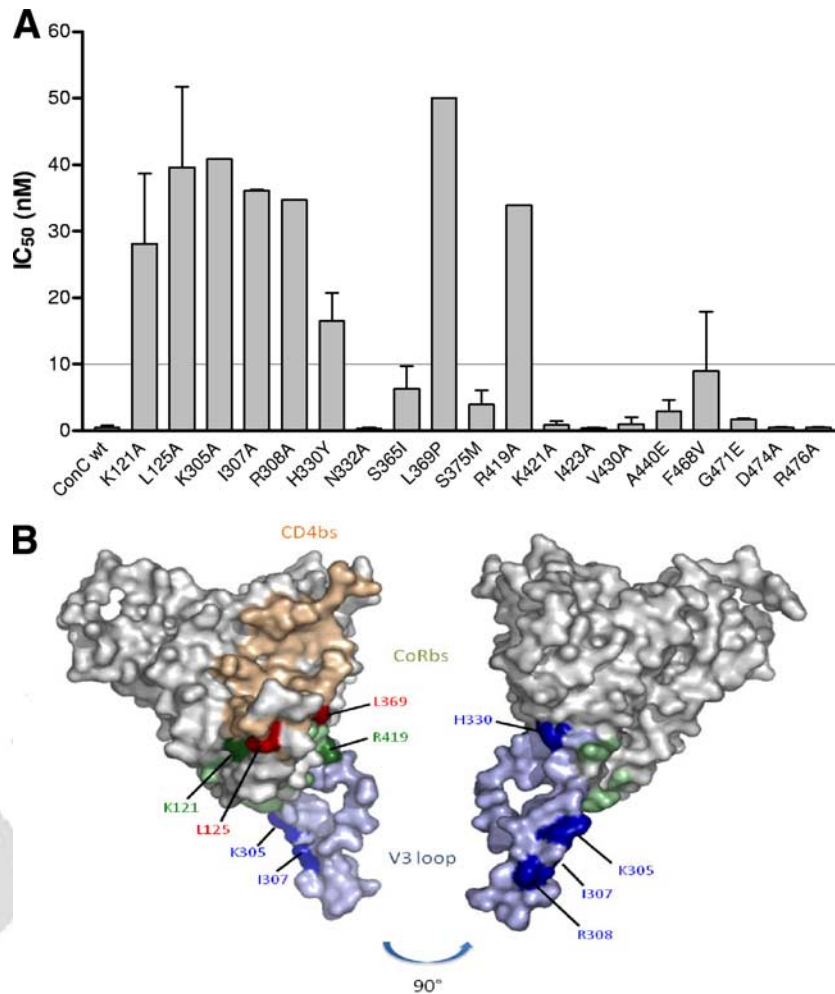 A
60
50
40
30
20
10
0
IC50 (nM)
ConC wt
K121A
L125A
K305A
I307A
R308A
H330Y
N332A
S365I
L369P
S375M
R419A
K421A
I423A
V430A
A440E
F468V
G471E
D474A
R476A
B
CD4bs
CoRbs
L369
H330
R419
K121
L125
K305
V3 loop
K305
I307
I307
R308
90°